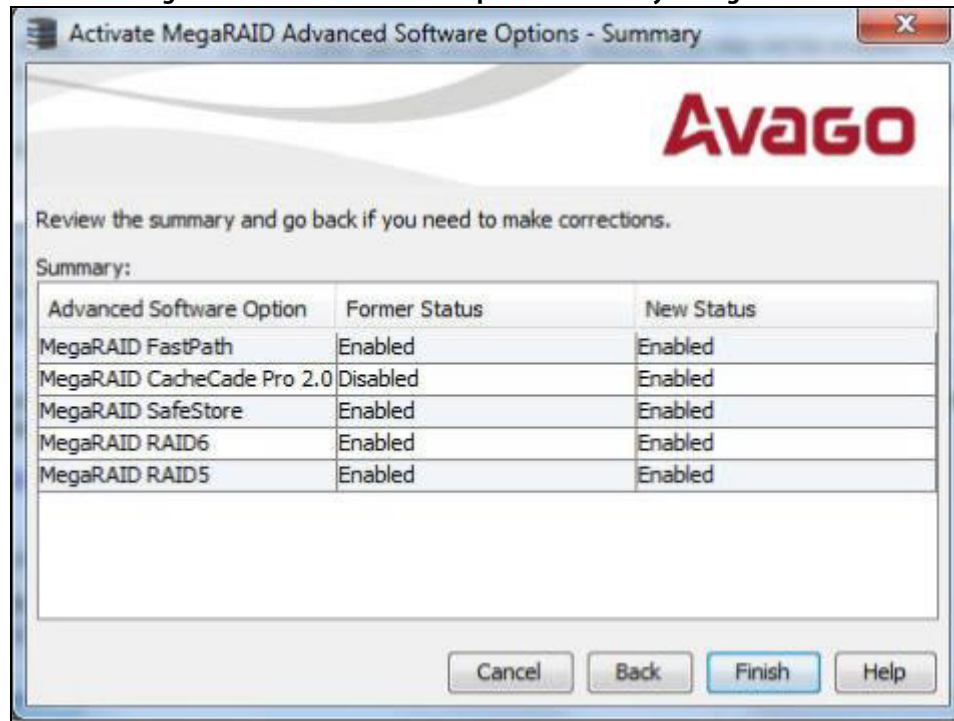 Activate MegaRAID Advanced Software Options - Summary
Avago
Review the summary and go back if you need to make corrections.
Summary:
Advanced Software Option Former Status New Status
MegaRAID FastPath Enabled Enabled
MegaRAID CacheCade Pro 2.0 Disabled Enabled
MegaRAID SafeStore Enabled Enabled
MegaRAID RAID6 Enabled Enabled
MegaRAID RAID5 Enabled Enabled
Cancel Back Finish Help